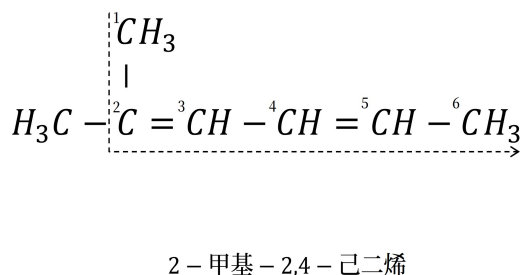 ¹CH₃
|
H₃C − ²C = ³CH − ⁴CH = ⁵CH − ⁶CH₃
2 − 甲基 − 2,4 − 己二烯